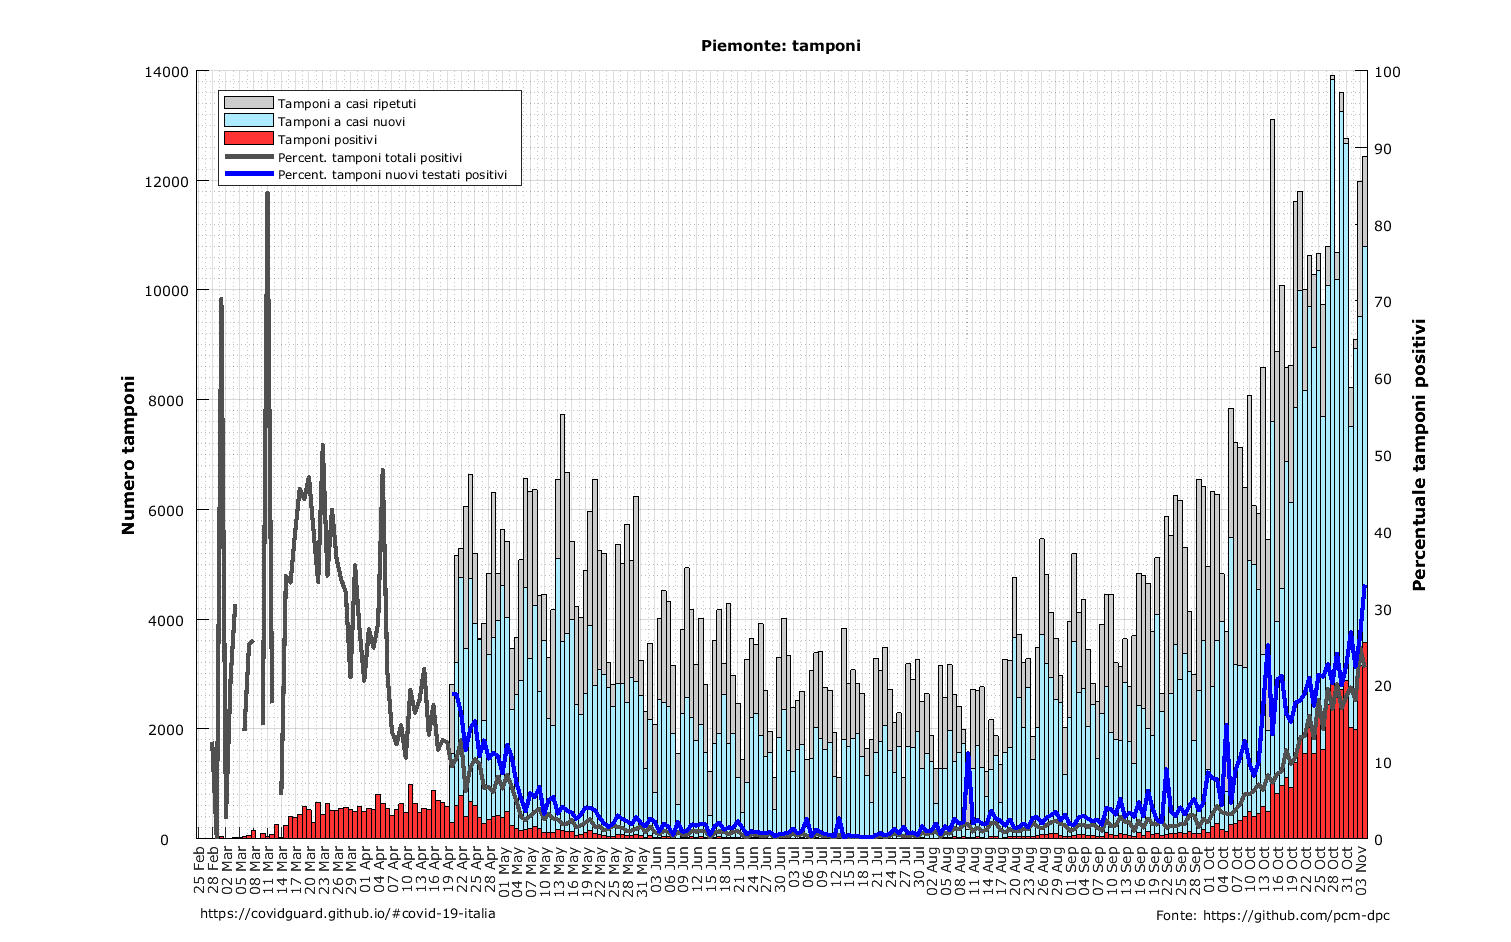 Piemonte: tamponi
14000
12000
10000
8000
6000
4000
2000
0
Numero tamponi
Tamponi a casi ripetuti
Tamponi a casi nuovi
Tamponi positivi
Percent. tamponi totali positivi
Percent. tamponi nuovi testati positivi
100
90
80
70
60
50
40
30
20
10
0
Percentuale tamponi positivi
25 Feb
28 Feb
02 Mar
05 Mar
08 Mar
11 Mar
14 Mar
17 Mar
20 Mar
23 Mar
26 Mar
29 Mar
01 Apr
04 Apr
07 Apr
10 Apr
13 Apr
16 Apr
19 Apr
22 Apr
25 Apr
28 Apr
01 May
04 May
07 May
10 May
13 May
16 May
19 May
22 May
25 May
28 May
31 May
03 Jun
06 Jun
09 Jun
12 Jun
15 Jun
18 Jun
21 Jun
24 Jun
27 Jun
30 Jun
03 Jul
06 Jul
09 Jul
12 Jul
15 Jul
18 Jul
21 Jul
24 Jul
27 Jul
30 Jul
02 Aug
05 Aug
08 Aug
11 Aug
14 Aug
17 Aug
20 Aug
23 Aug
26 Aug
29 Aug
01 Sep
04 Sep
07 Sep
10 Sep
13 Sep
16 Sep
19 Sep
22 Sep
25 Sep
28 Sep
01 Oct
04 Oct
07 Oct
10 Oct
13 Oct
16 Oct
19 Oct
22 Oct
25 Oct
28 Oct
31 Oct
03 Nov
https://covidguard.github.io/#covid-19-italia
Fonte: https://github.com/pcm-dpc